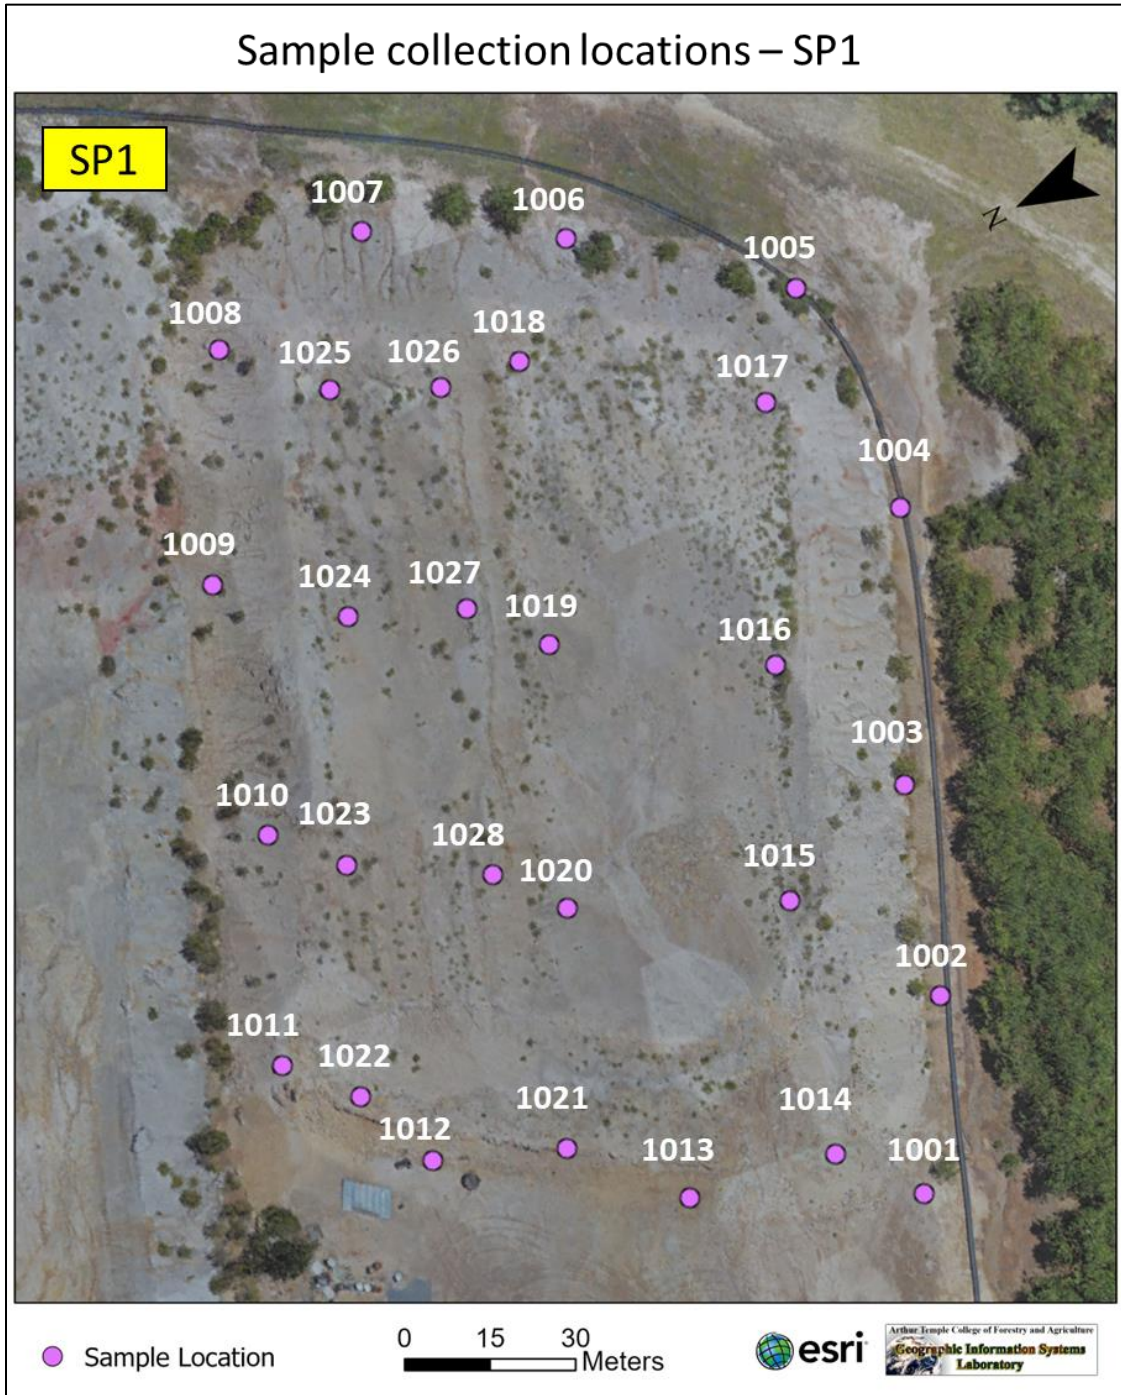 Sample collection locations – SP1
SP1
N
1007
1006
1005
1008
1018
1025
1026
1017
1004
1009
1024
1027
1019
1016
1003
1010
1023
1028
1020
1015
1002
1011
1022
1012
1021
1013
1014
1001
Sample Location
0 15 30
Meters
esri
Arthur Temple College of Forestry and Agriculture
Geographic Information Systems
Laboratory